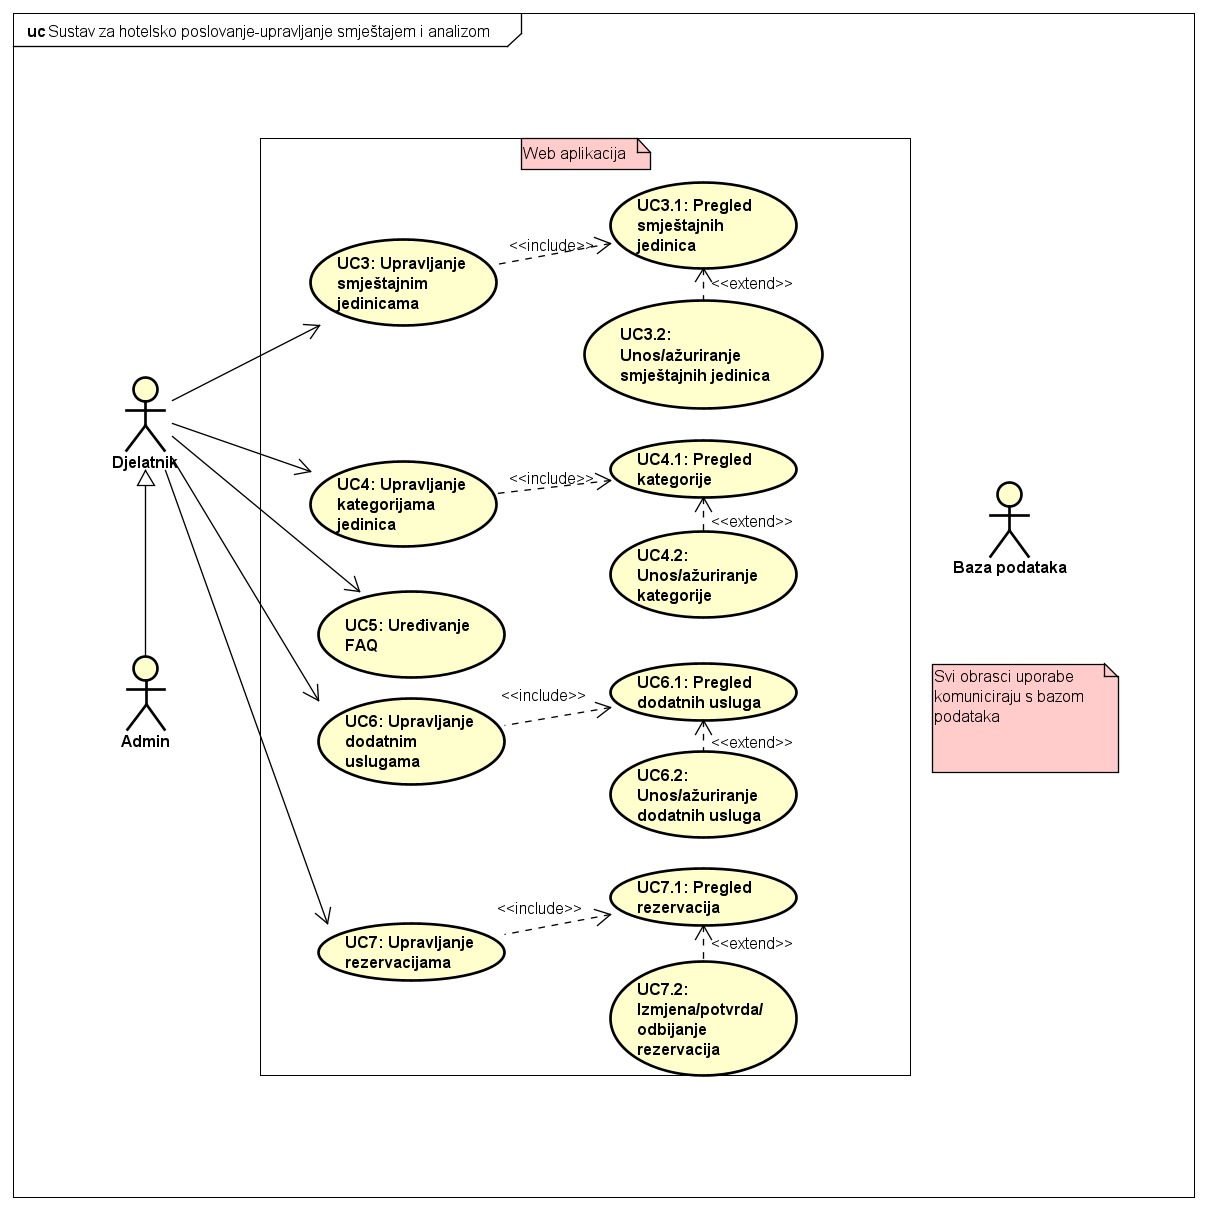 uc Sustav za hotelsko poslovanje-upravljanje smještajem i analizom
Web aplikacija
UC3: Upravljanje
smještajnim
jedinicama
<<include>>
UC3.1: Pregled
smještajnih
jedinica
<<extend>>
UC3.2:
Unos/ažuriranje
smještajnih jedinica
Djelatnik
UC4: Upravljanje
kategorijama
jedinica
<<include>>
UC4.1: Pregled
kategorije
<<extend>>
UC4.2:
Unos/ažuriranje
kategorije
Baza podataka
UC5: Uređivanje
FAQ
Admin
UC6: Upravljanje
dodatnim
uslugama
<<include>>
UC6.1: Pregled
dodatnih usluga
<<extend>>
UC6.2:
Unos/ažuriranje
dodatnih usluga
Svi obrasci uporabe
komuniciraju s bazom
podataka
UC7: Upravljanje
rezervacijama
<<include>>
UC7.1: Pregled
rezervacija
<<extend>>
UC7.2:
Izmjena/potvrda/
odbijanje
rezervacija